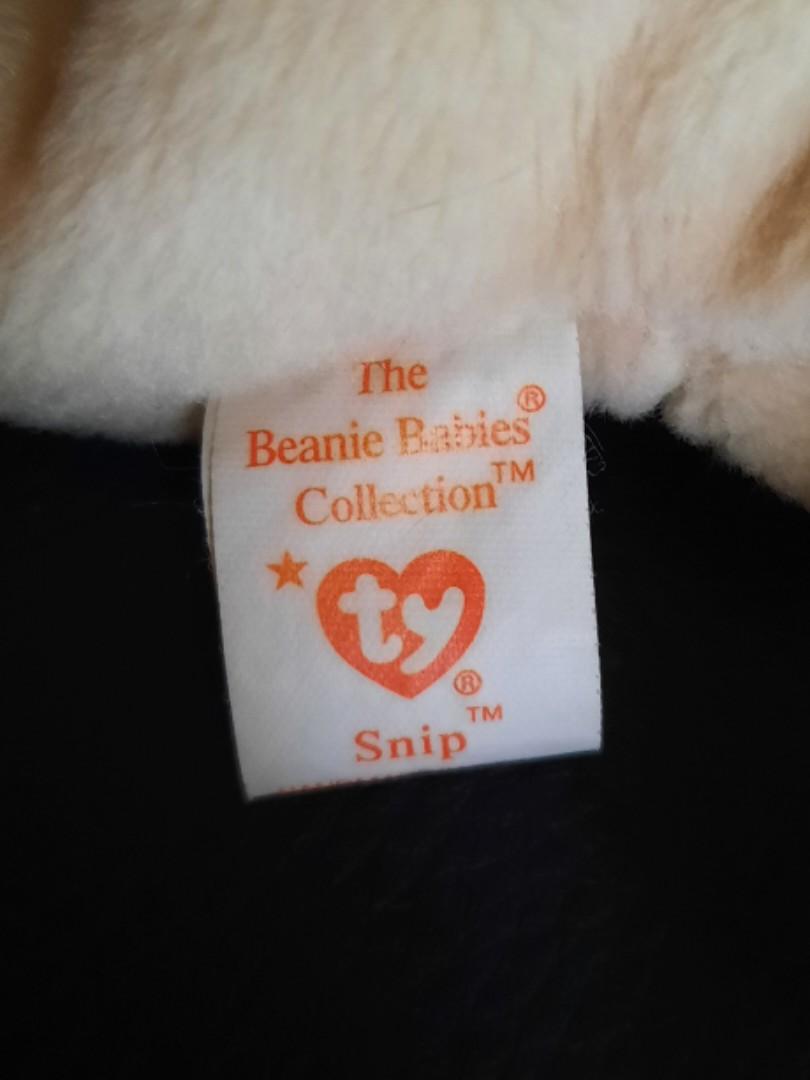 The
Beanie Babies®
Collection™
ty®
Snip™